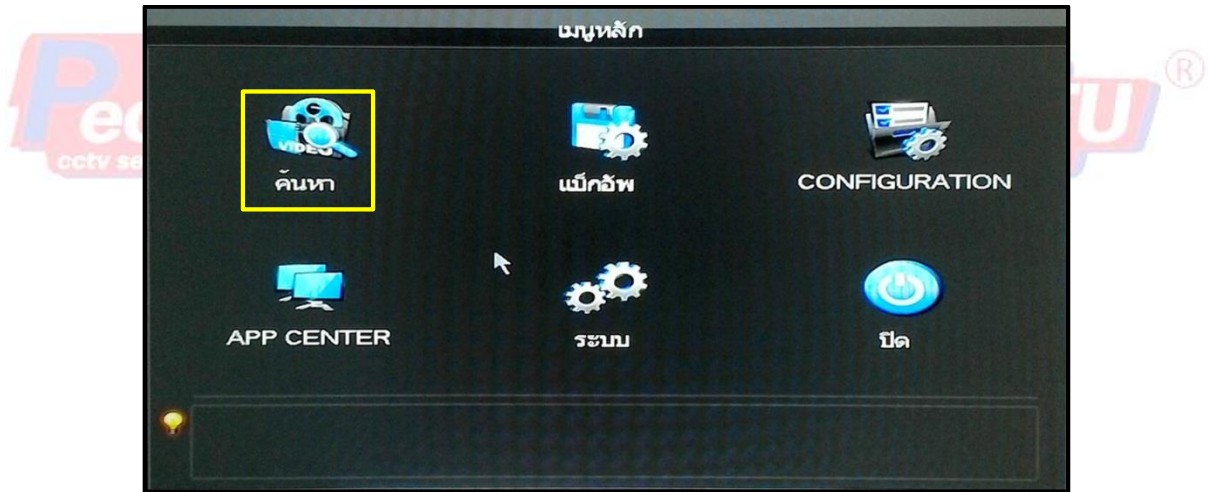 เมนูหลัก
VIDEO
ค้นหา
แบ็กอัพ
CONFIGURATION
APP CENTER
ระบบ
ปิด
cctv
®